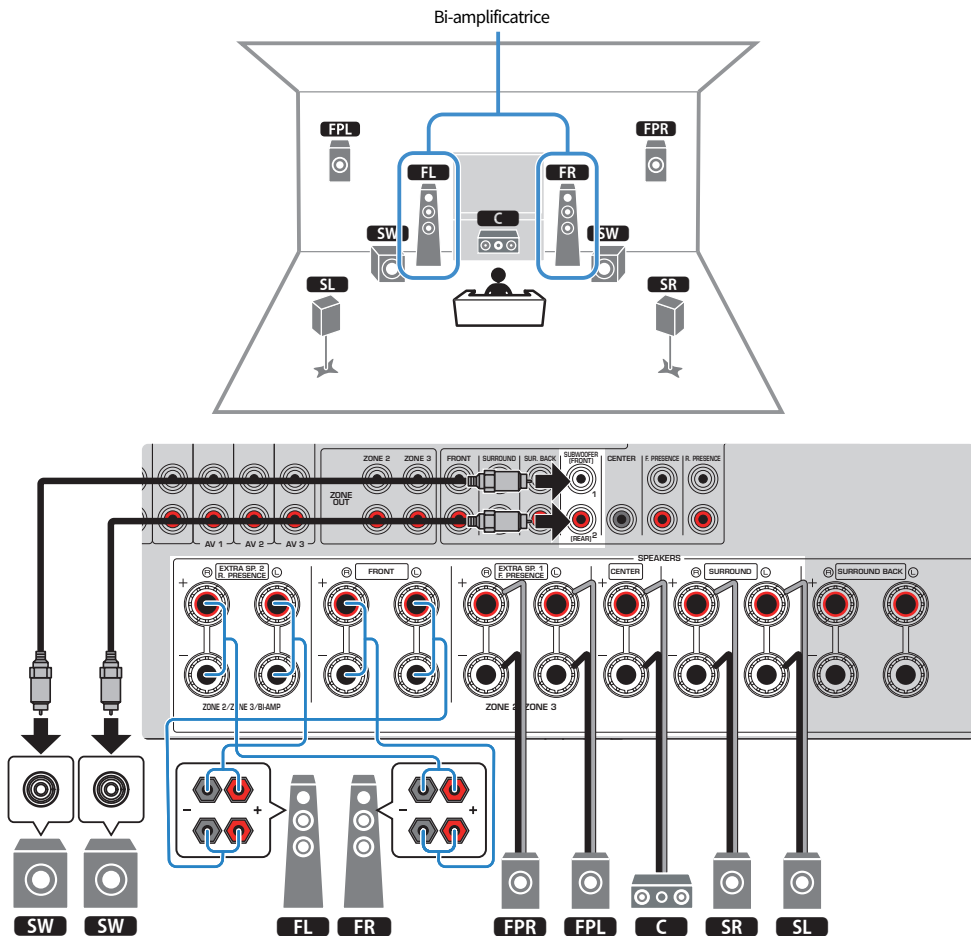 Bi-amplificatrice
FPL
FPR
FL
FR
C
SW
SW
SL
SR
ZONE 2
ZONE 3
FRONT
SURROUND
SUR. BACK
SUBWOOFER
(FRONT)
CENTER
F. PRESENCE
R. PRESENCE
1
ZONE
OUT
2
(REAR)
AV 1
AV 2
AV 3
SPEAKERS
R EXTRA SP. 2 L
R. PRESENCE
R FRONT L
R EXTRA SP. 1 L
F. PRESENCE
CENTER
R SURROUND L
R SURROUND BACK L
+ + + + + +
− − − − − −
ZONE 2/ZONE 3/BI-AMP
ZONE 2 ZONE 3
− +
− +
SW
SW
FL
FR
FPR
FPL
C
SR
SL